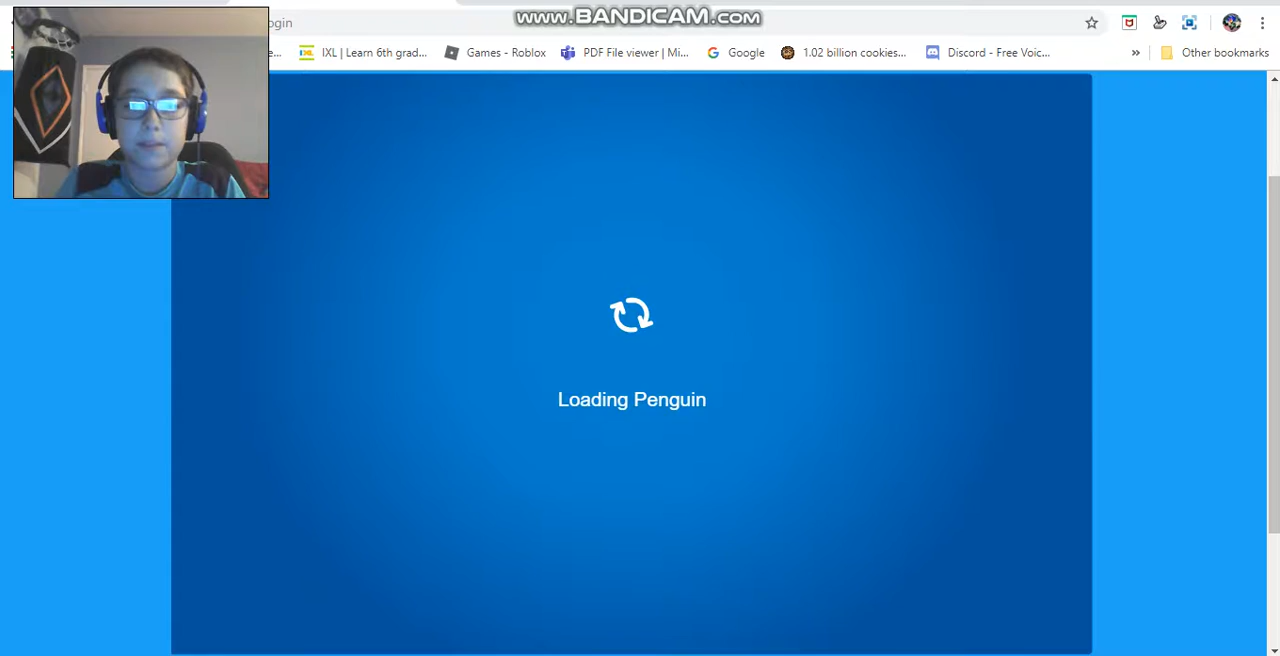 www.BANDICAM.com
ogin
e...
IXL | Learn 6th grad...
Games - Roblox
PDF File viewer | Mi...
Google
1.02 billion cookies...
Discord - Free Voic...
»
Other bookmarks
Loading Penguin